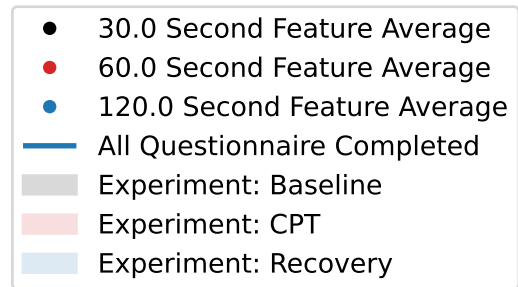 30.0 Second Feature Average
60.0 Second Feature Average
120.0 Second Feature Average
All Questionnaire Completed
Experiment: Baseline
Experiment: CPT
Experiment: Recovery